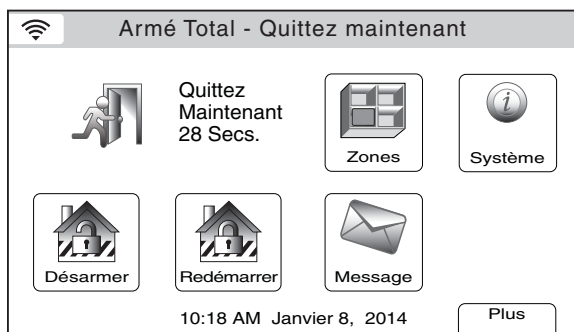 Armé Total - Quittez maintenant
Quittez
Maintenant
28 Secs.
Zones
Système
Désarmer
Redémarrer
Message
10:18 AM Janvier 8, 2014
Plus